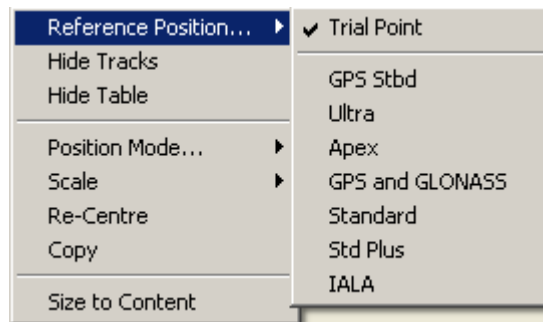 Reference Position...
Hide Tracks
Hide Table
Position Mode...
Scale
Re-Centre
Copy
Size to Content
Trial Point
GPS Stbd
Ultra
Apex
GPS and GLONASS
Standard
Std Plus
IALA